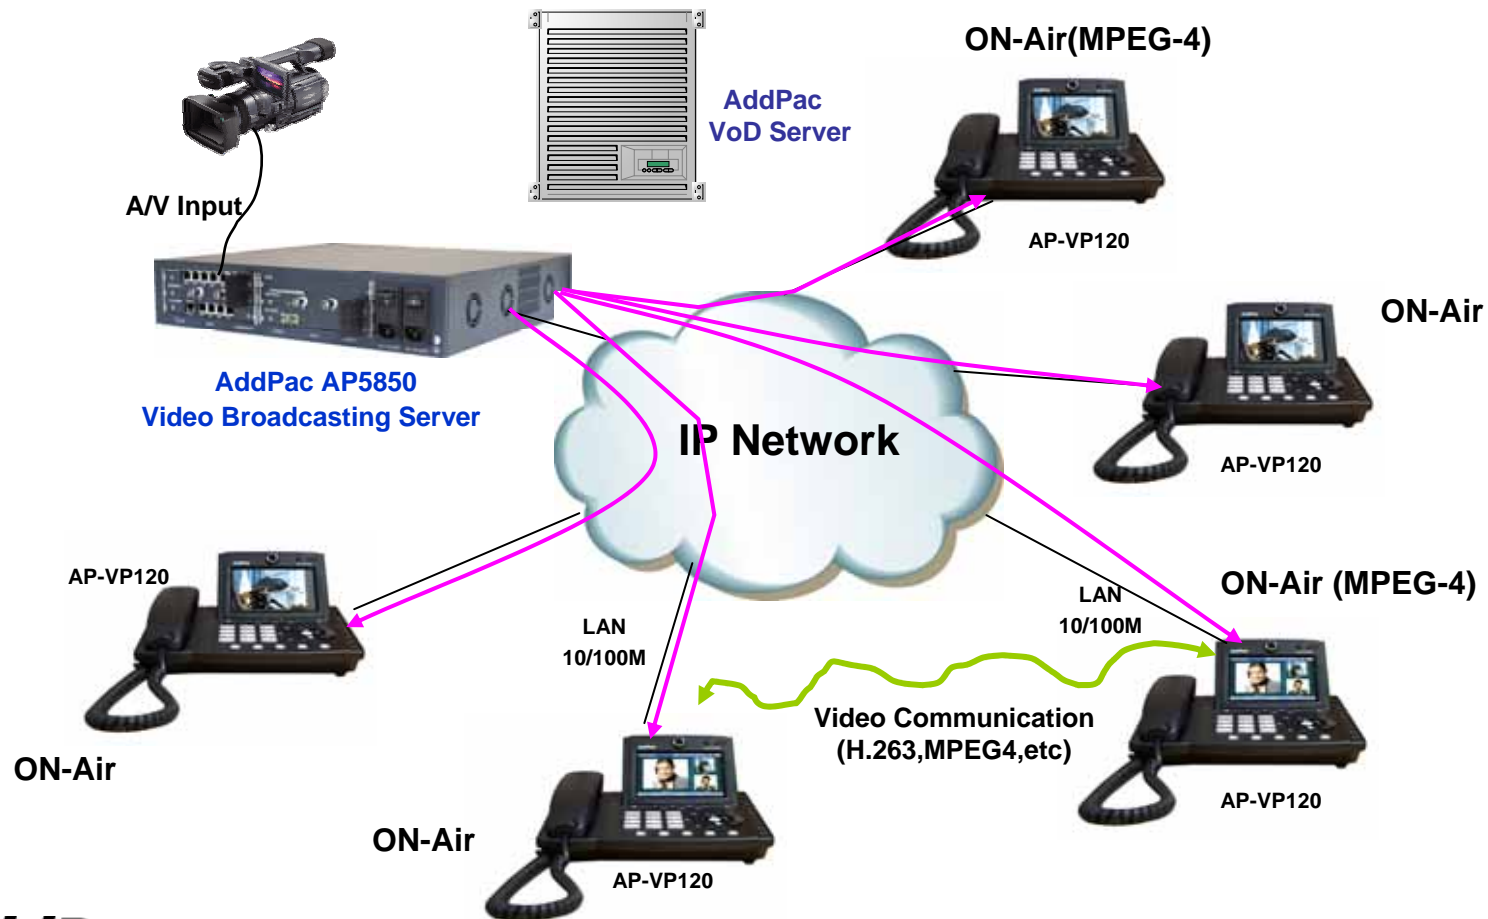 ON-Air(MPEG-4)
AddPac
VoD Server
A/V Input
AP-VP120
ON-Air
AddPac AP5850
Video Broadcasting Server
IP Network
AP-VP120
AP-VP120
ON-Air (MPEG-4)
LAN
10/100M
LAN
10/100M
Video Communication
(H.263,MPEG4,etc)
ON-Air
AP-VP120
ON-Air
AP-VP120